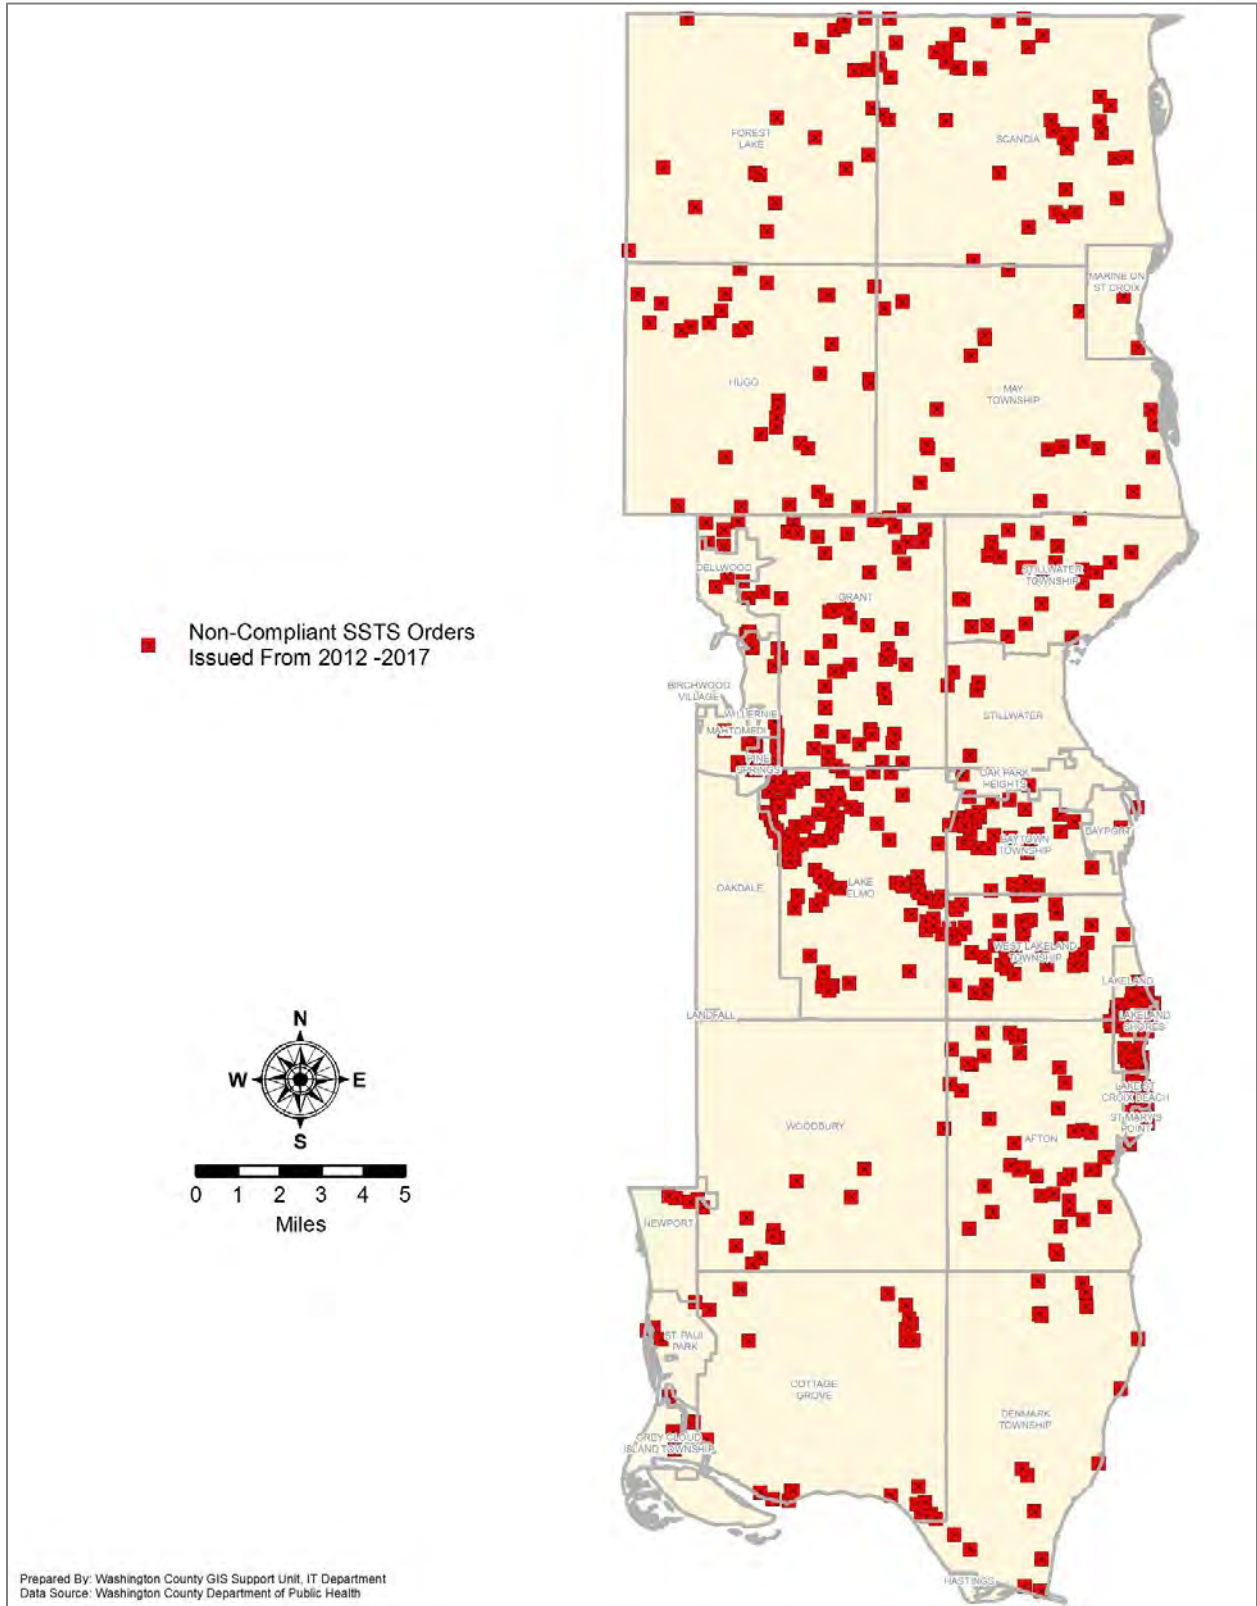 FOREST
LAKE
SCANDIA
MARINE ON
ST CROIX
HUGO
MAY
TOWNSHIP
DELLWOOD
STILLWATER
TOWNSHIP
GRANT
Non-Compliant SSTS Orders
Issued From 2012 -2017
BIRCHWOOD
VILLAGE
WILLERNIE
MAHTOMEDI
STILLWATER
PINE
SPRINGS
OAK PARK
HEIGHTS
BAYPORT
BAYTOWN
TOWNSHIP
OAKDALE
LAKE
ELMO
WEST LAKELAND
TOWNSHIP
LAKELAND
LANDFALL
LAKELAND
SHORES
N
W
E
S
LAKE ST
CROIX BEACH
ST MARY'S
POINT
WOODBURY
AFTON
0 1 2 3 4 5
Miles
NEWPORT
ST. PAUL
PARK
COTTAGE
GROVE
DENMARK
TOWNSHIP
GREY CLOUD
ISLAND TOWNSHIP
HASTINGS
Prepared By: Washington County GIS Support Unit, IT Department
Data Source: Washington County Department of Public Health